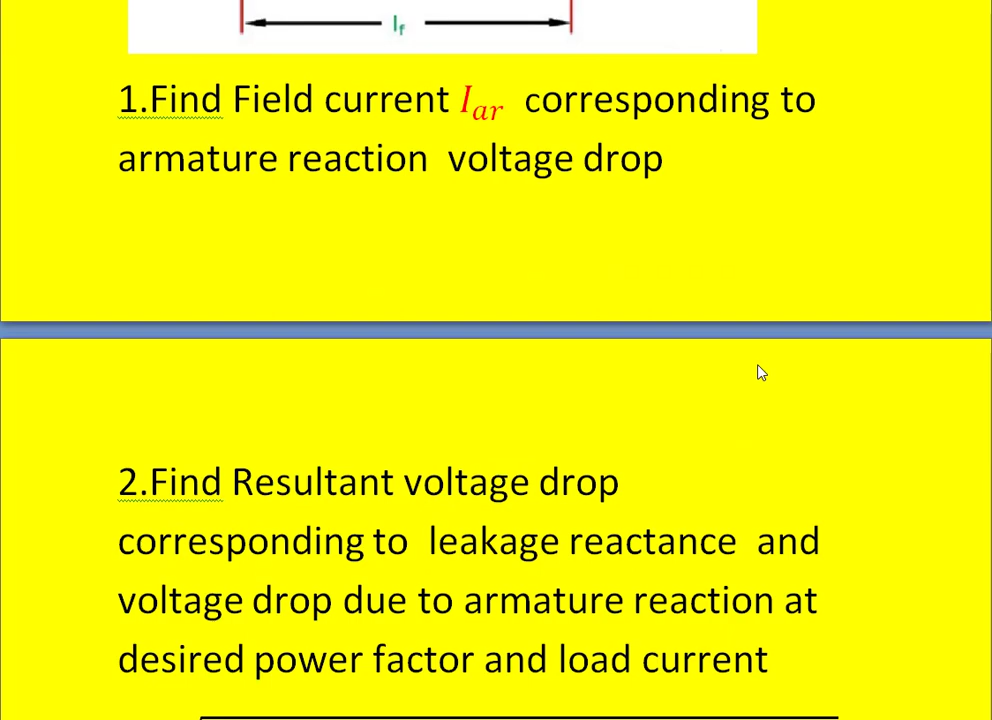 If
1.Find Field current Iar corresponding to
armature reaction voltage drop
2.Find Resultant voltage drop
corresponding to leakage reactance and
voltage drop due to armature reaction at
desired power factor and load current